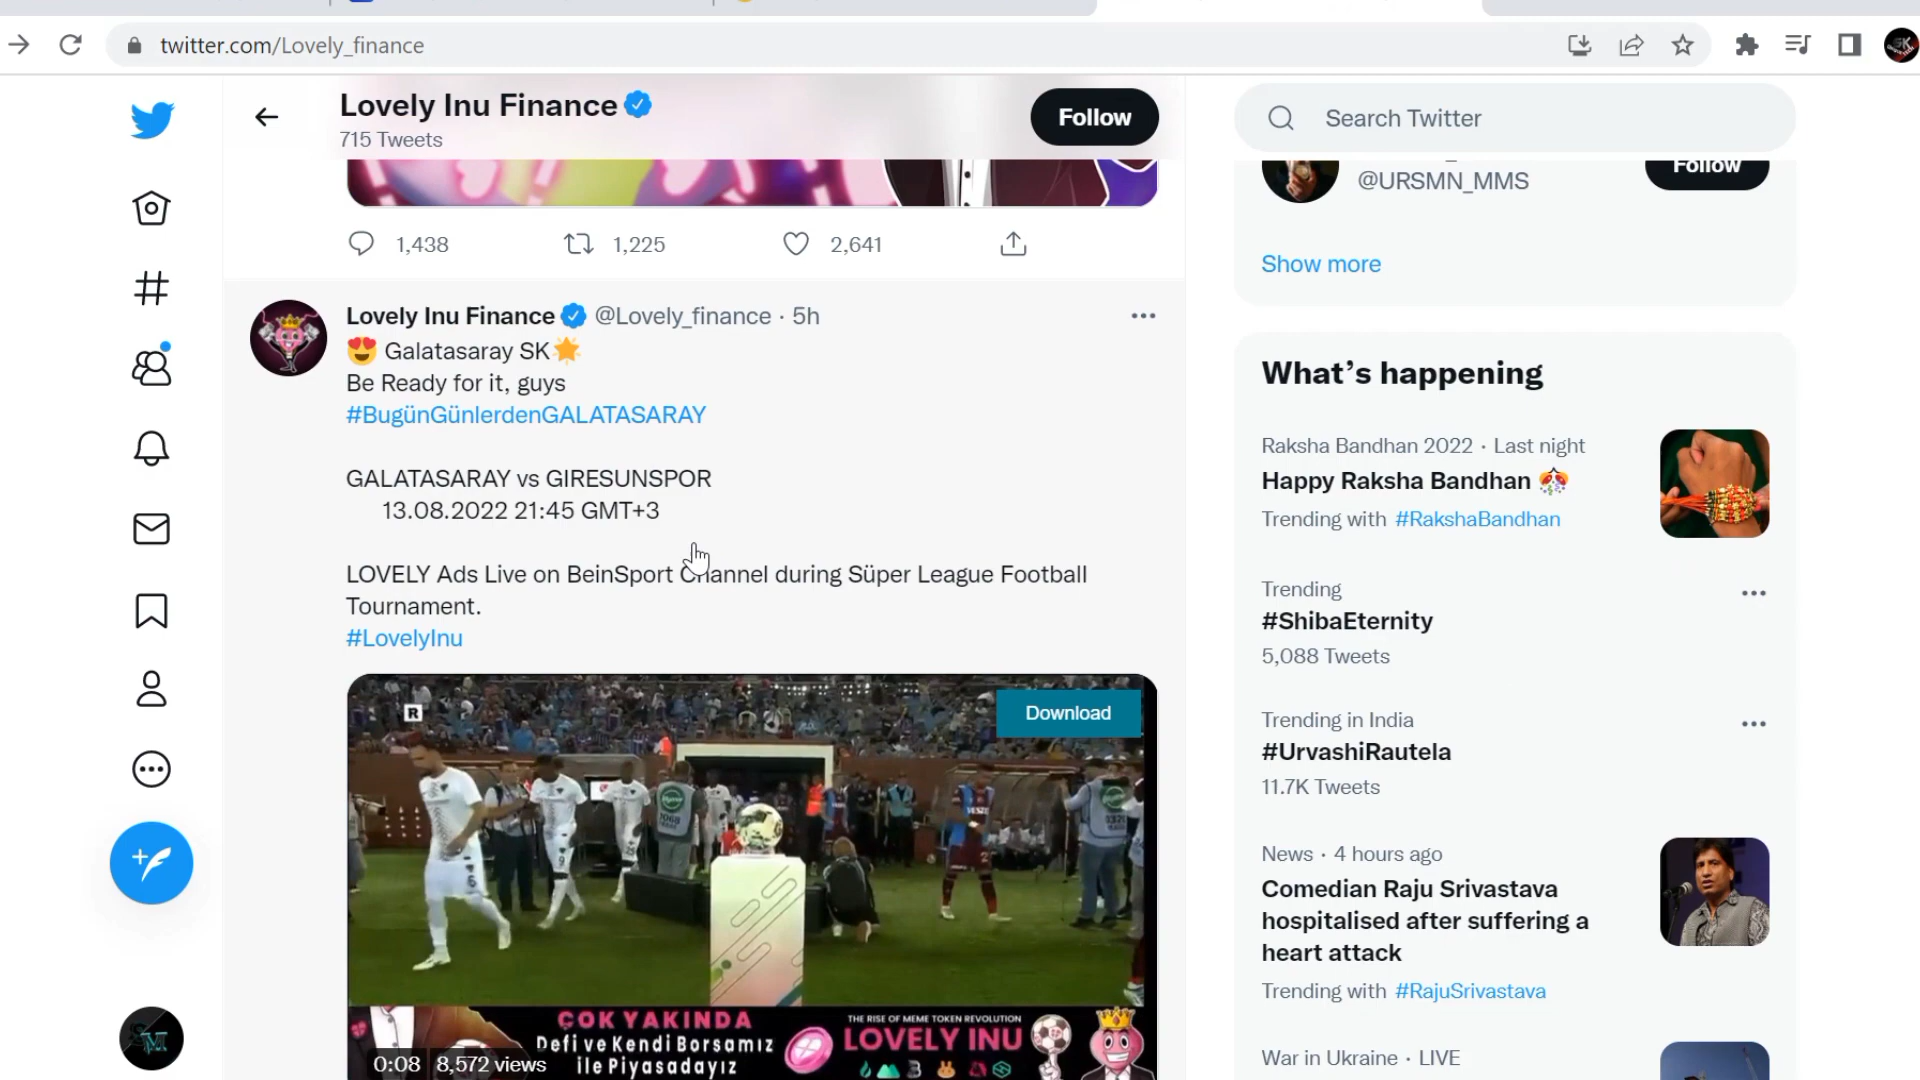 twitter.com/Lovely_finance
Lovely Inu Finance
715 Tweets
Follow
Search Twitter
@URSMN_MMS
Follow
1,438
1,225
2,641
Show more
Lovely Inu Finance @Lovely_finance · 5h
😍 Galatasaray SK🌟
Be Ready for it, guys
#BugünGünlerdenGALATASARAY
GALATASARAY vs GIRESUNSPOR
13.08.2022 21:45 GMT+3
LOVELY Ads Live on BeinSport Channel during Süper League Football
Tournament.
#LovelyInu
R
Download
ÇOK YAKINDA
Defi ve Kendi Borsamız
ile Piyasadayız
THE RISE OF MEME TOKEN REVOLUTION
LOVELY INU
0:08
8,572 views
What's happening
Raksha Bandhan 2022 · Last night
Happy Raksha Bandhan
Trending with #RakshaBandhan
Trending
#ShibaEternity
5,088 Tweets
Trending in India
#UrvashiRautela
11.7K Tweets
News · 4 hours ago
Comedian Raju Srivastava
hospitalised after suffering a
heart attack
Trending with #RajuSrivastava
War in Ukraine · LIVE